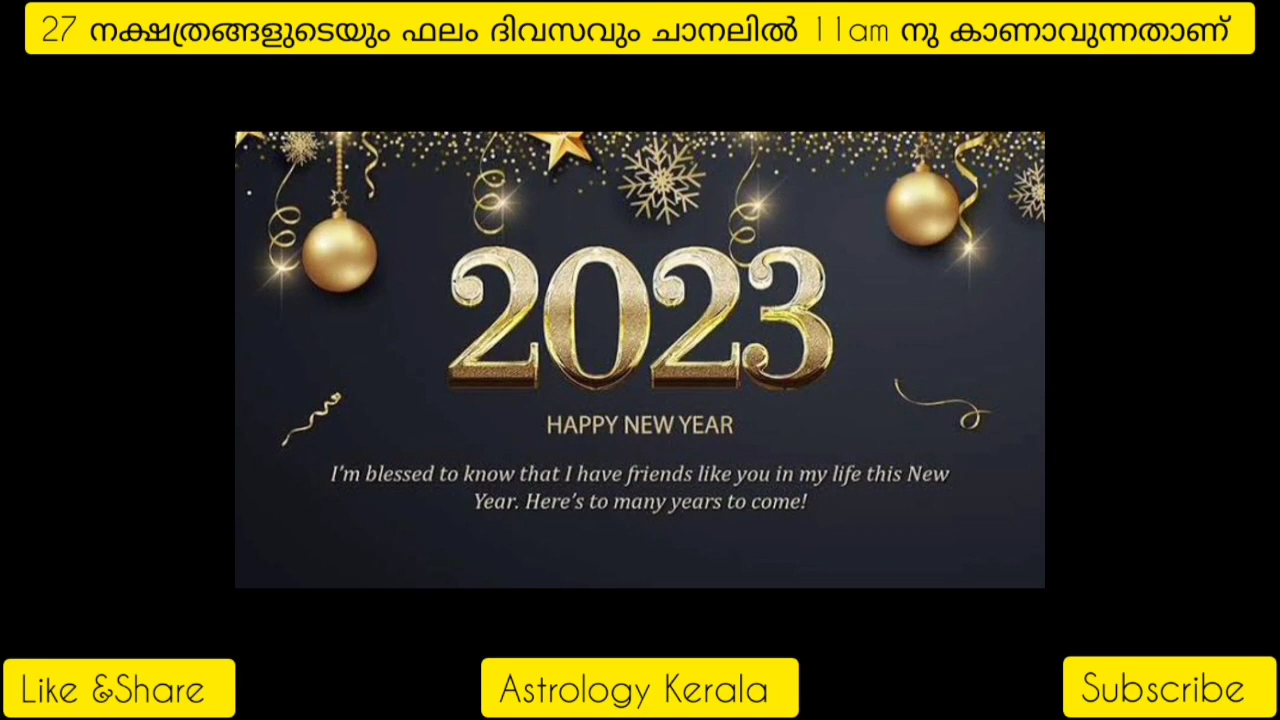 27 നക്ഷത്രങ്ങളുടെയും ഫലം ദിവസവും ചാനലിൽ 11am നു കാണാവുന്നതാണ്
2023
HAPPY NEW YEAR
I'm blessed to know that I have friends like you in my life this New
Year. Here's to many years to come!
Like &Share
Astrology Kerala
Subscribe